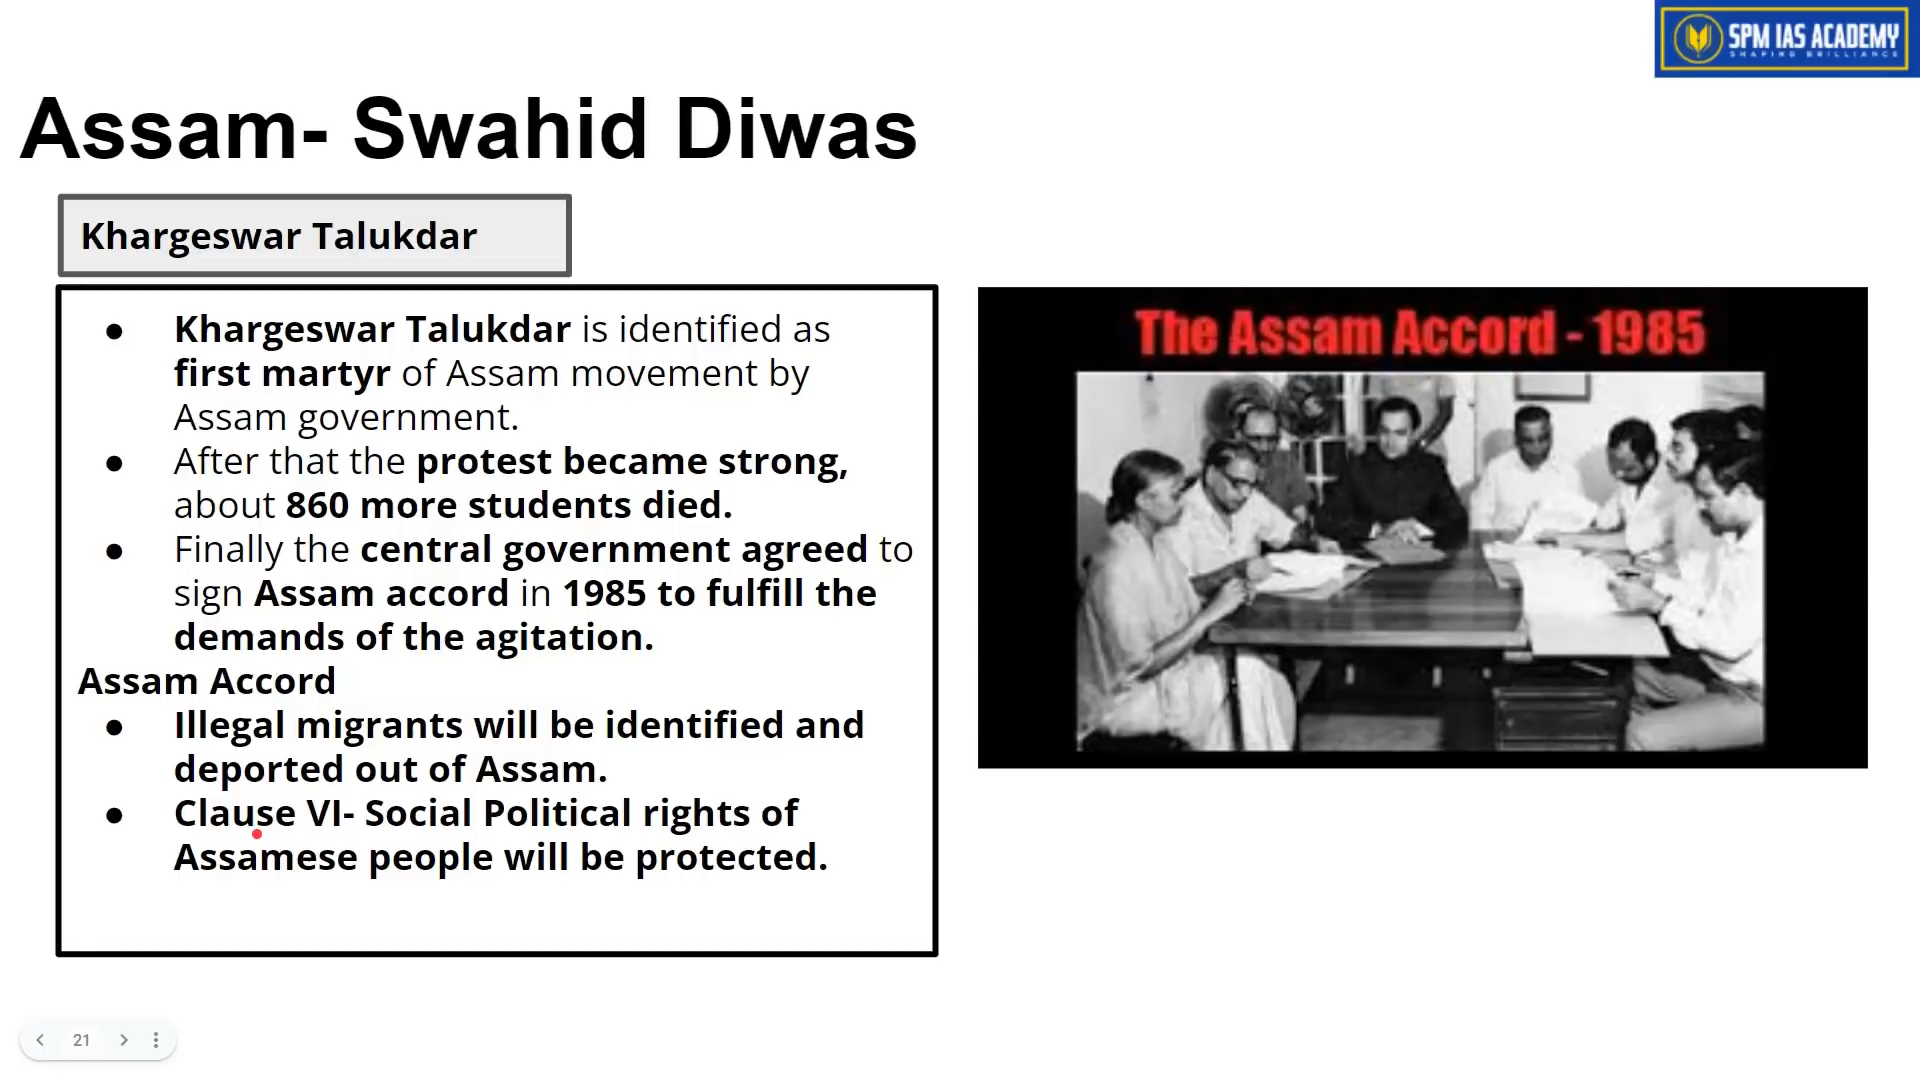 SPM IAS ACADEMY
SHAPING BRILLIANCE
Assam- Swahid Diwas
Khargeswar Talukdar
● Khargeswar Talukdar is identified as
first martyr of Assam movement by
Assam government.
● After that the protest became strong,
about 860 more students died.
● Finally the central government agreed to
sign Assam accord in 1985 to fulfill the
demands of the agitation.
Assam Accord
● Illegal migrants will be identified and
deported out of Assam.
● Clause VI- Social Political rights of
Assamese people will be protected.
The Assam Accord - 1985
21